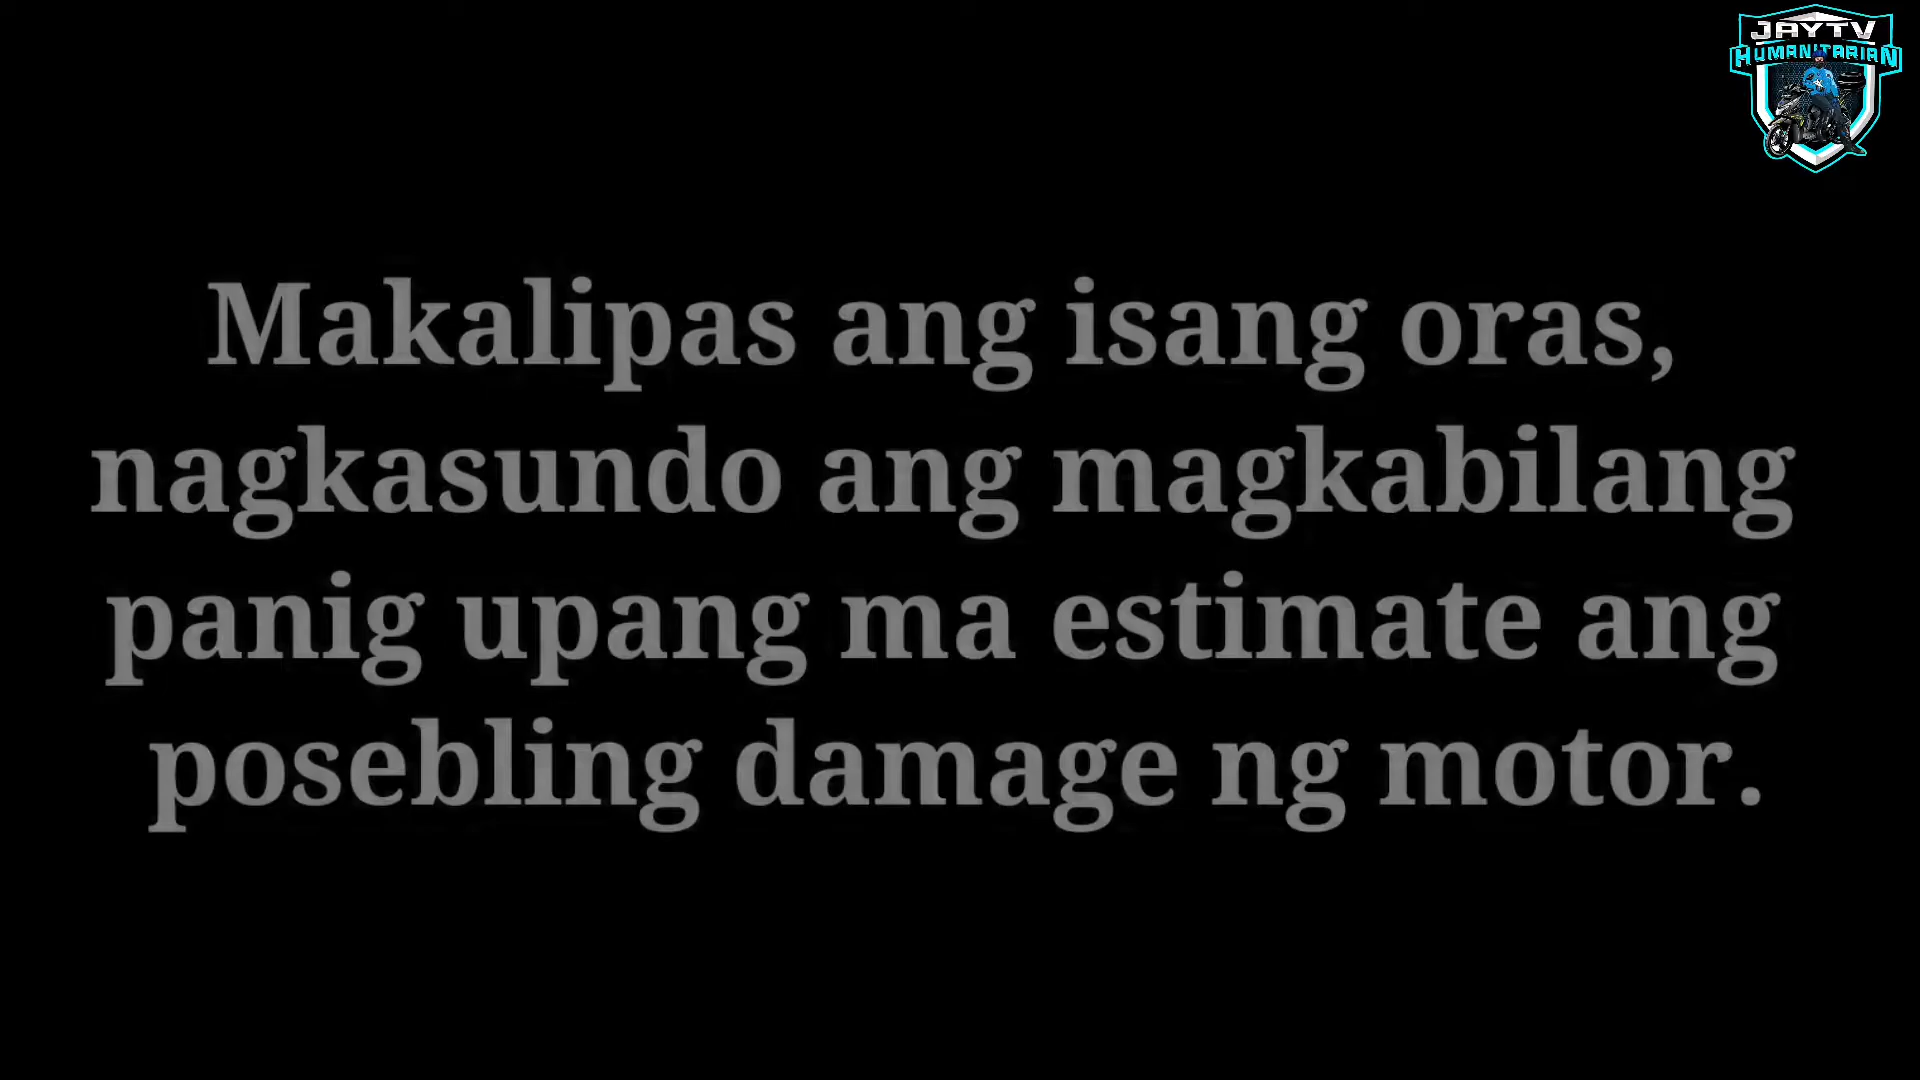 JAYTV
HUMANITARIAN
Makalipas ang isang oras,
nagkasundo ang magkabilang
panig upang ma estimate ang
posebling damage ng motor.